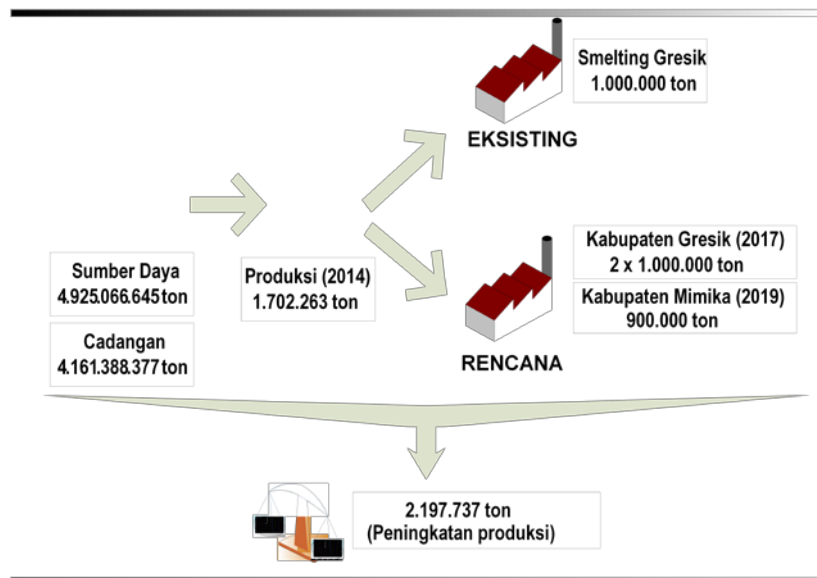 Smelting Gresik
1.000.000 ton
EKSISTING
Sumber Daya
4.925.066.645 ton
Cadangan
4.161.388.377 ton
Produksi (2014)
1.702.263 ton
Kabupaten Gresik (2017)
2 x 1.000.000 ton
Kabupaten Mimika (2019)
900.000 ton
RENCANA
2.197.737 ton
(Peningkatan produksi)